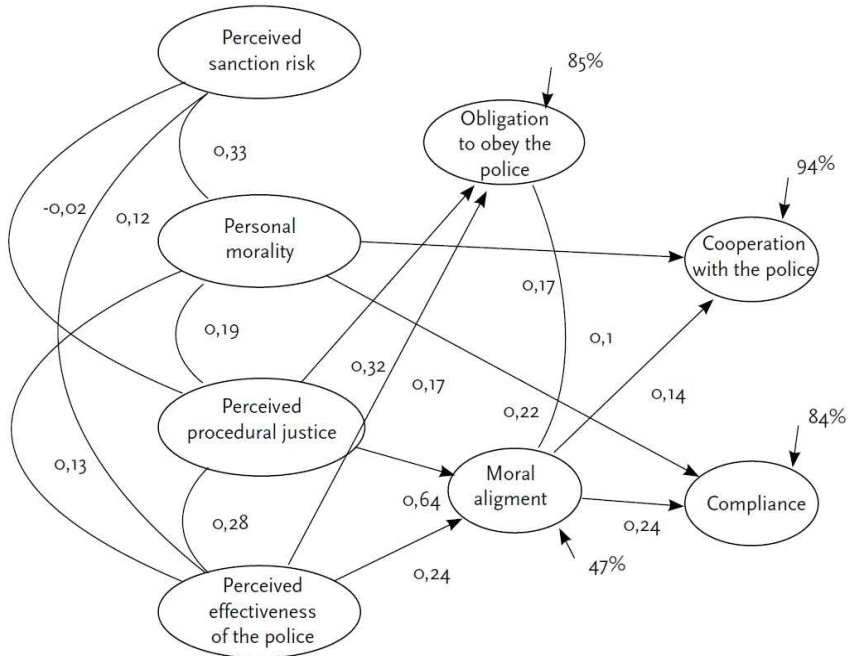 Perceived
sanction risk
85%
Obligation
to obey the
police
0,33
94%
-0,02
0,12
Personal
morality
Cooperation
with the police
0,17
0,19
0,1
0,32
0,17
Perceived
procedural justice
0,22
0,14
84%
0,13
Moral
aligment
Compliance
0,64
0,28
0,24
0,24
47%
Perceived
effectiveness
of the police